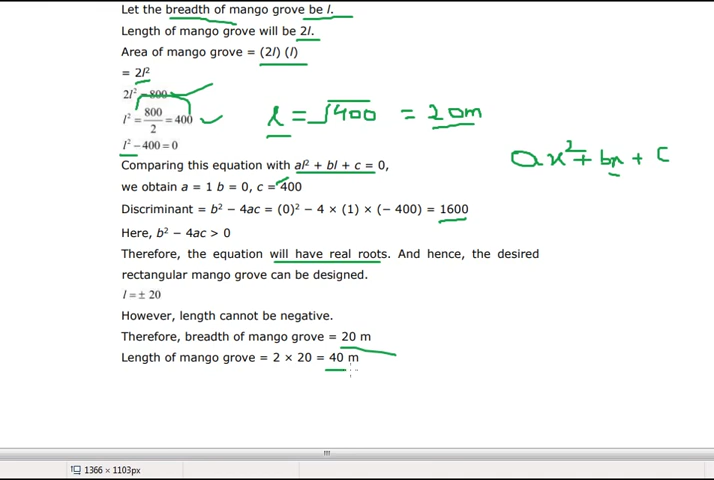 Let the breadth of mango grove be l.
Length of mango grove will be 2l.
Area of mango grove = (2l) (l)
= 2l²
2l² = 800
l² = 800/2 = 400
l = √400 = 20m
l² – 400 = 0
ax² + bx + c
Comparing this equation with al² + bl + c = 0,
we obtain a = 1 b = 0, c = 400
Discriminant = b² – 4ac = (0)² – 4 × (1) × (– 400) = 1600
Here, b² – 4ac > 0
Therefore, the equation will have real roots. And hence, the desired
rectangular mango grove can be designed.
l = ± 20
However, length cannot be negative.
Therefore, breadth of mango grove = 20 m
Length of mango grove = 2 × 20 = 40 m
1366 × 1103px